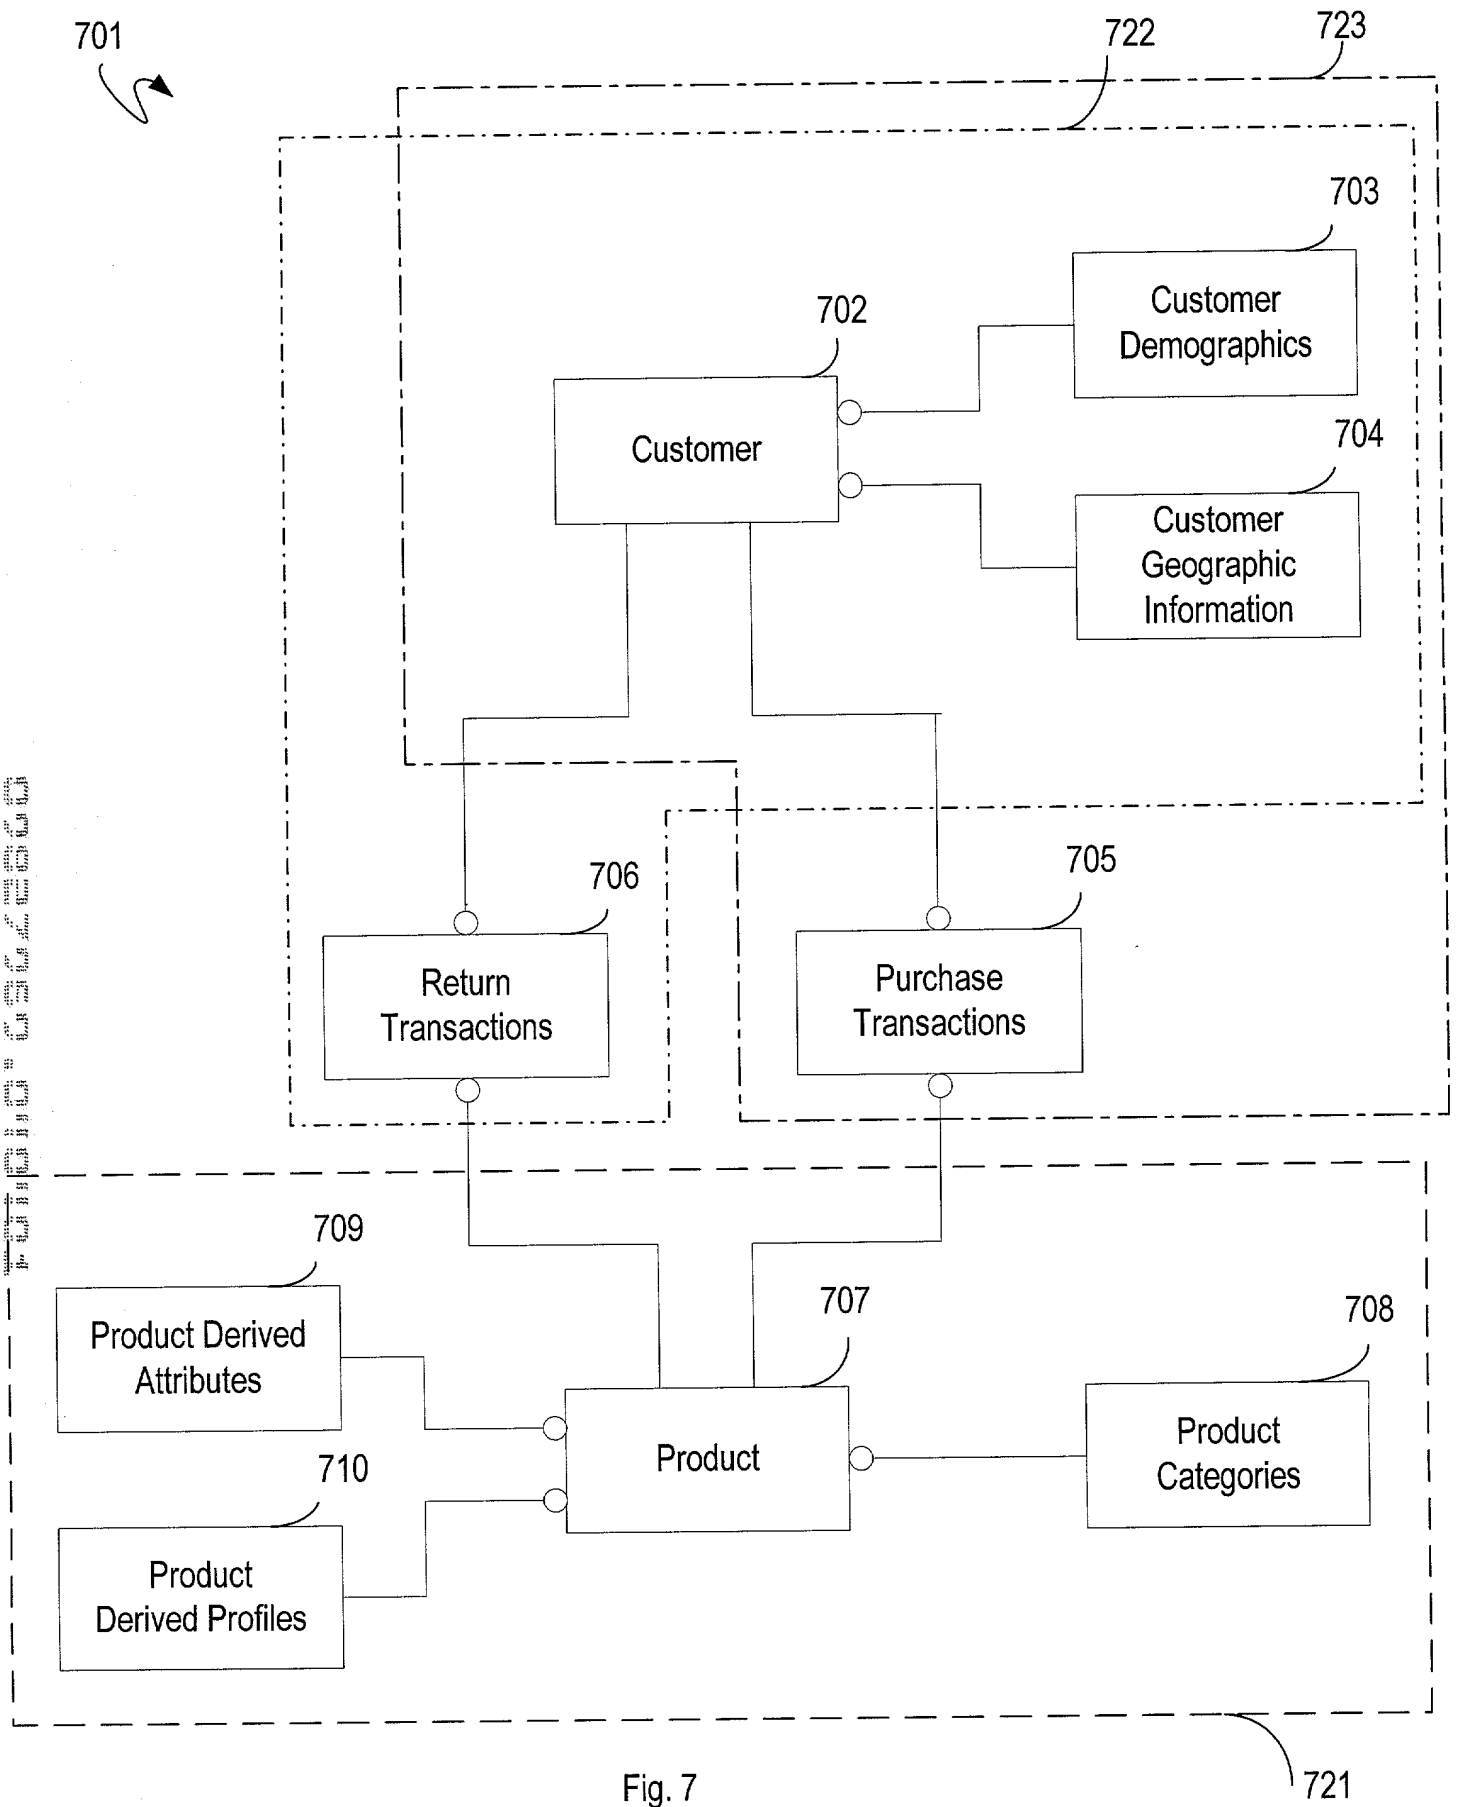 701
722
723
703
Customer
Demographics
702
Customer
704
Customer
Geographic
Information
706
Return
Transactions
705
Purchase
Transactions
709
Product Derived
Attributes
707
Product
708
Product
Categories
710
Product
Derived Profiles
Fig. 7
721